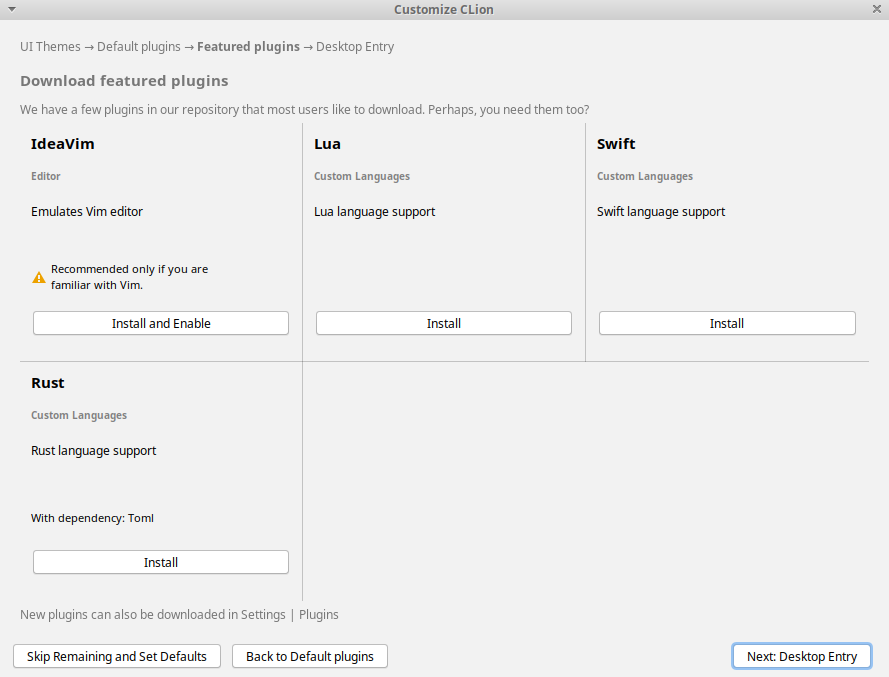 Customize CLion
UI Themes → Default plugins → Featured plugins → Desktop Entry
Download featured plugins
We have a few plugins in our repository that most users like to download. Perhaps, you need them too?
IdeaVim
Editor
Emulates Vim editor
Recommended only if you are
familiar with Vim.
Install and Enable
Lua
Custom Languages
Lua language support
Install
Swift
Custom Languages
Swift language support
Install
Rust
Custom Languages
Rust language support
With dependency: Toml
Install
New plugins can also be downloaded in Settings | Plugins
Skip Remaining and Set Defaults
Back to Default plugins
Next: Desktop Entry